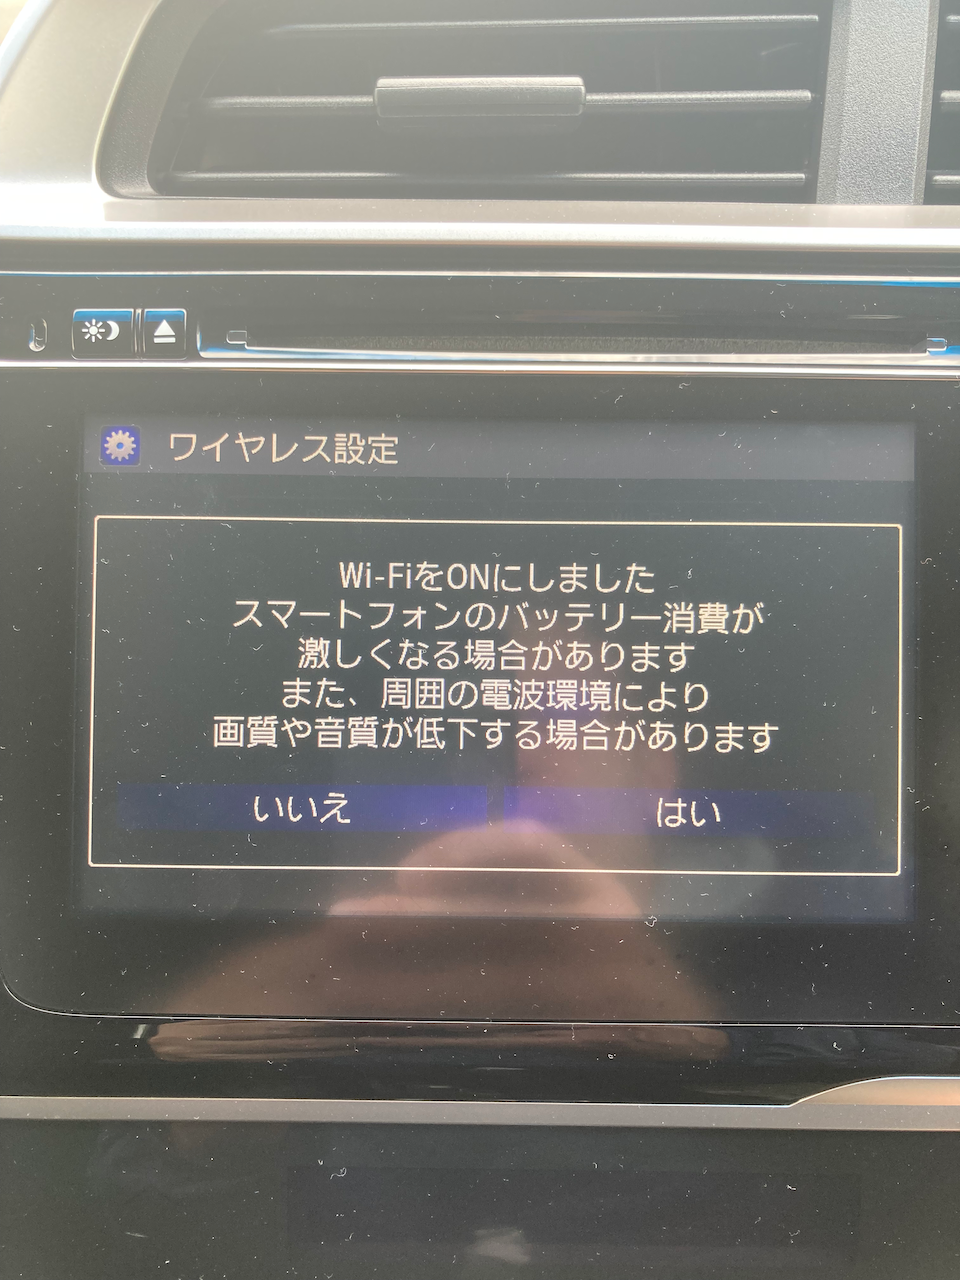 ワイヤレス設定
Wi-FiをONにしました
スマートフォンのバッテリー消費が
激しくなる場合があります
また、周囲の電波環境により
画質や音質が低下する場合があります
いいえ
はい